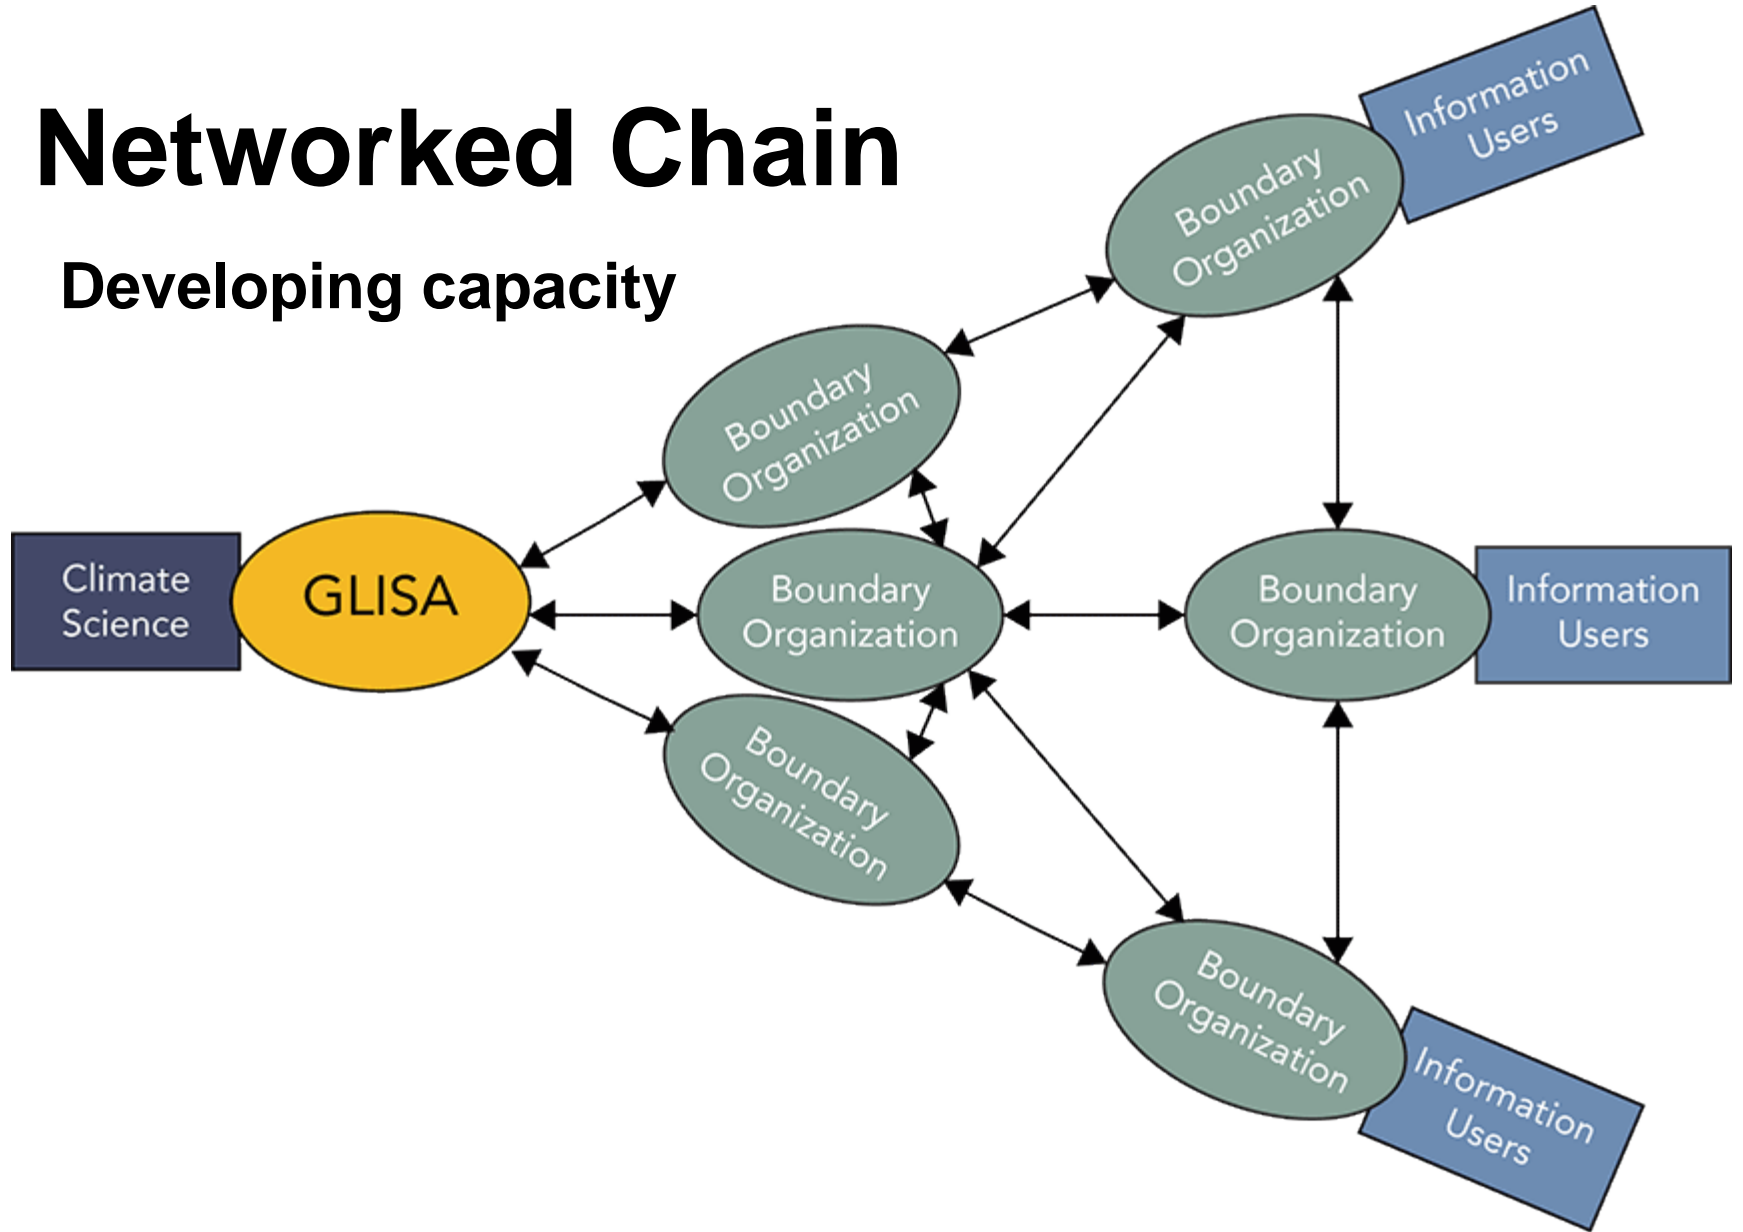 Networked Chain
Developing capacity
Information
Users
Boundary
Organization
Boundary
Organization
Climate
Science
GLISA
Boundary
Organization
Boundary
Organization
Information
Users
Boundary
Organization
Boundary
Organization
Information
Users